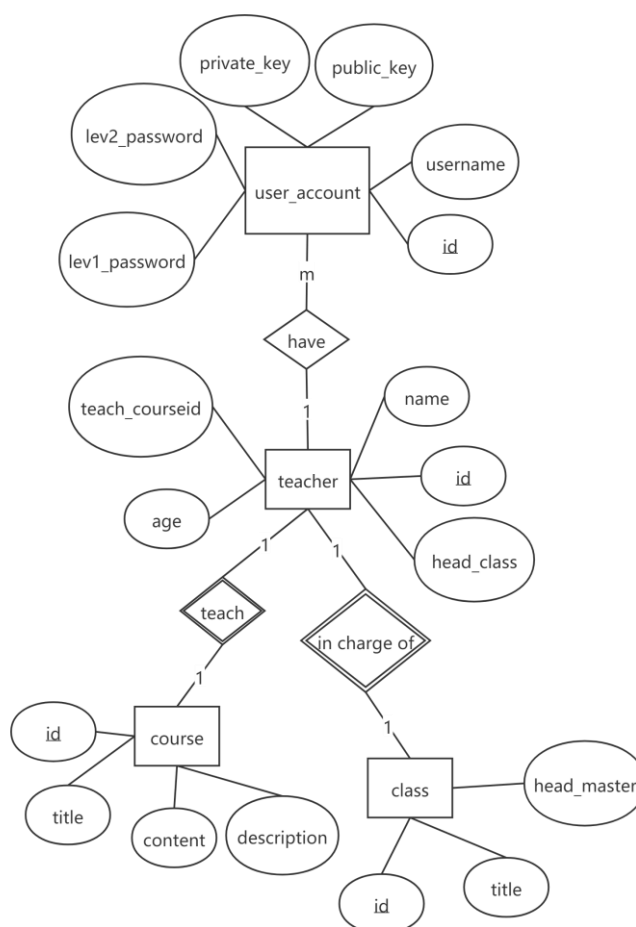 private_key
public_key
lev2_password
username
user_account
lev1_password
id
m
have
1
teach_courseid
name
teacher
id
age
head_class
1
1
teach
in charge of
1
id
course
1
title
content
description
class
head_master
id
title